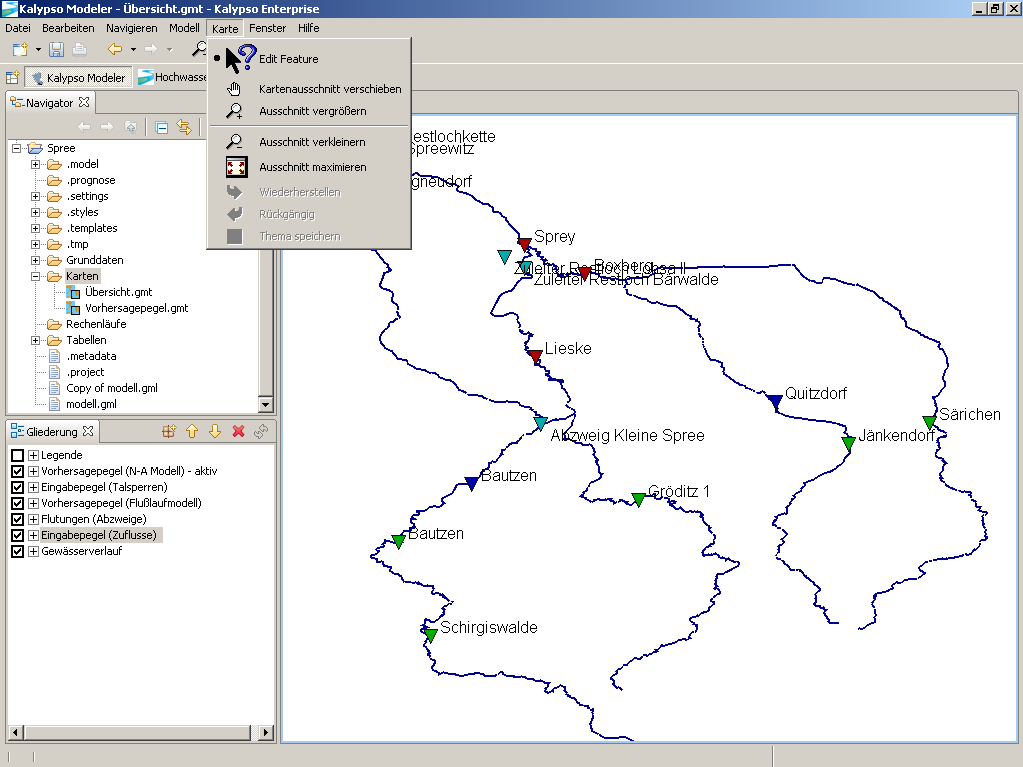 Kalypso Modeler - Übersicht.gmt - Kalypso Enterprise
Datei Bearbeiten Navigieren Modell Karte Fenster Hilfe
Kalypso Modeler Hochwasse
Edit Feature
Kartenausschnitt verschieben
Ausschnitt vergrößern
Ausschnitt verkleinern
Ausschnitt maximieren
Wiederherstellen
Rückgängig
Thema speichern
Navigator
Spree
.model
.prognose
.settings
.styles
.templates
.tmp
Grunddaten
Karten
Übersicht.gmt
Vorhersagepegel.gmt
Rechenläufe
Tabellen
.metadata
.project
Copy of modell.gml
modell.gml
Gliederung
Legende
Vorhersagepegel (N-A Modell) - aktiv
Eingabepegel (Talsperren)
Vorhersagepegel (Flußlaufmodell)
Flutungen (Abzweige)
Eingabepegel (Zuflusse)
Gewässerverlauf
estlochkette
Spreewitz
gneudorf
Sprey
Zuleiter Restloch Lohsa II
Boxberg
Zuleiter Restloch Bärwalde
Lieske
Quitzdorf
Särichen
Jänkendorf
Abzweig Kleine Spree
Bautzen
Gröditz 1
Bautzen
Schirgiswalde